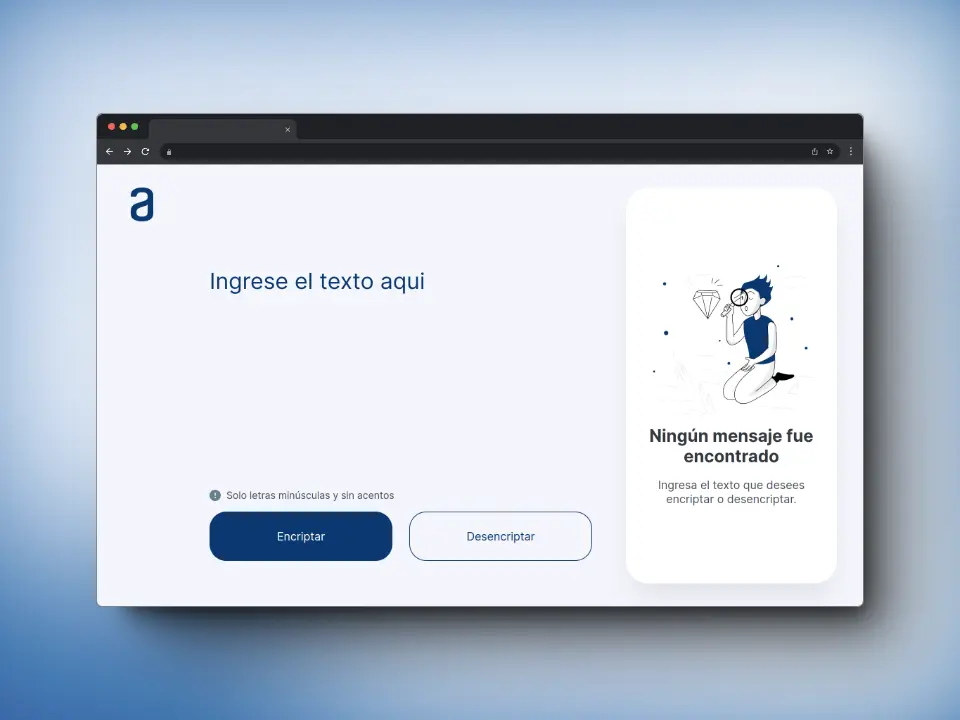 a
Ingrese el texto aqui
Solo letras minúsculas y sin acentos
Encriptar
Desencriptar
Ningún mensaje fue
encontrado
Ingresa el texto que desees
encriptar o desencriptar.